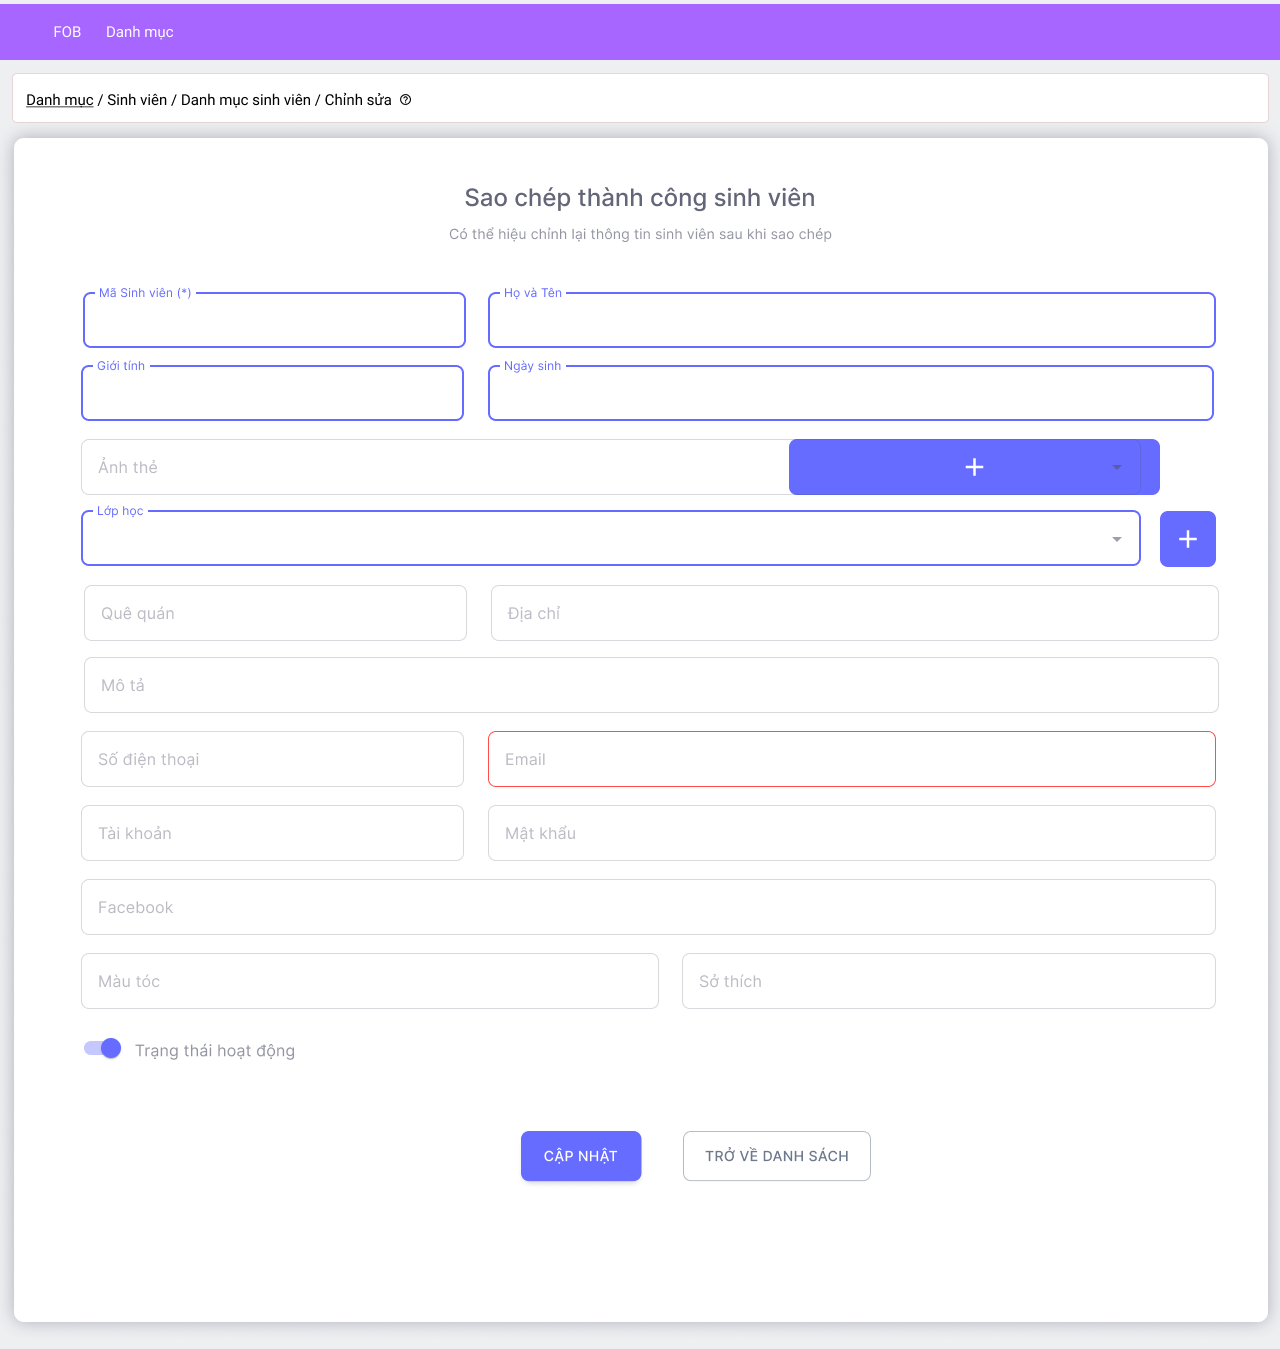 FOB Danh mục
Danh mục / Sinh viên / Danh mục sinh viên / Chỉnh sửa
Sao chép thành công sinh viên
Có thể hiệu chỉnh lại thông tin sinh viên sau khi sao chép
Mã Sinh viên (*) Họ và Tên
Giới tính Ngày sinh
Ảnh thẻ
Lớp học
Quê quán Địa chỉ
Mô tả
Số điện thoại Email
Tài khoản Mật khẩu
Facebook
Màu tóc Sở thích
Trạng thái hoạt động
CẬP NHẬT TRỞ VỀ DANH SÁCH